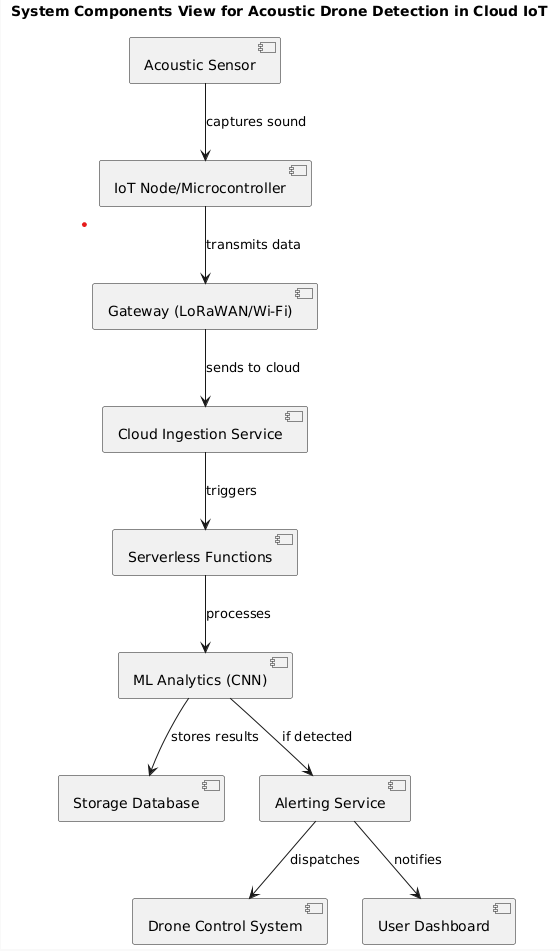 System Components View for Acoustic Drone Detection in Cloud IoT
Acoustic Sensor
captures sound
IoT Node/Microcontroller
transmits data
Gateway (LoRaWAN/Wi-Fi)
sends to cloud
Cloud Ingestion Service
triggers
Serverless Functions
processes
ML Analytics (CNN)
stores results
if detected
Storage Database
Alerting Service
dispatches
notifies
Drone Control System
User Dashboard